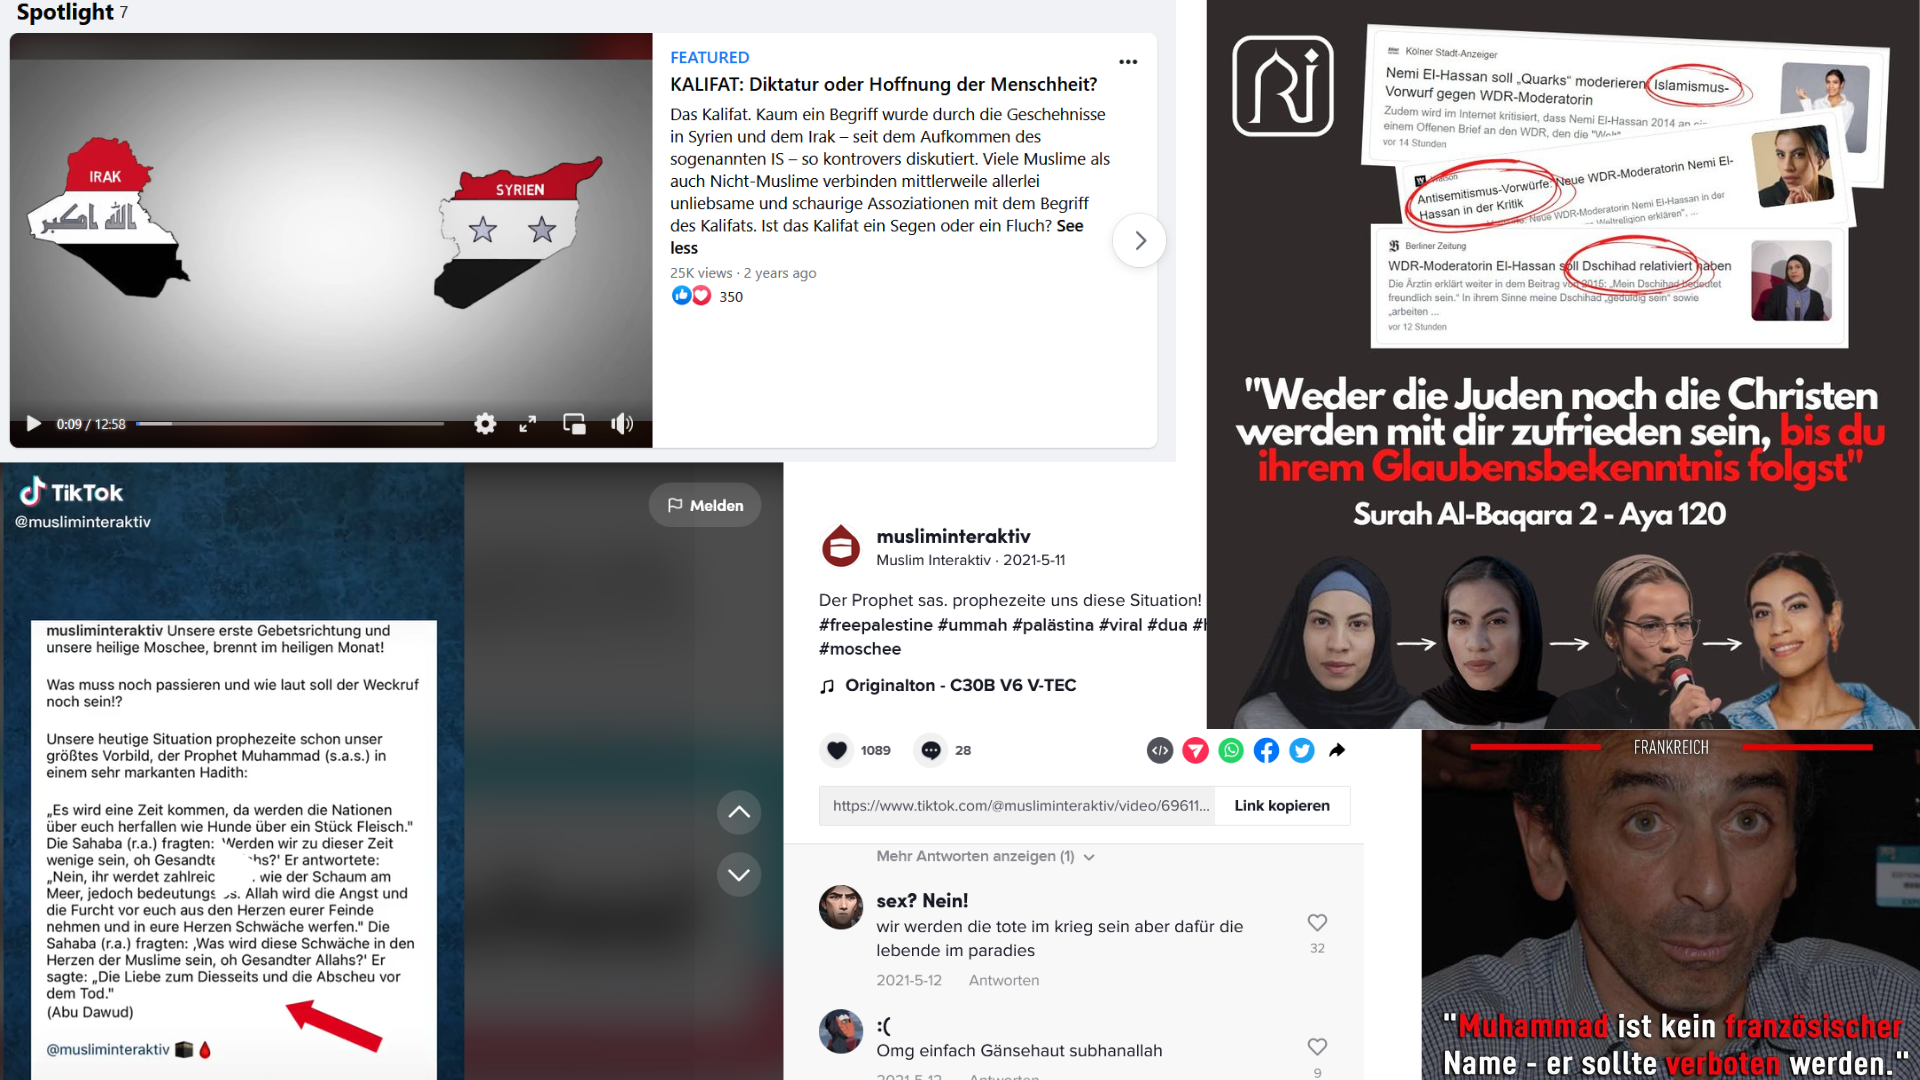 Spotlight 7
IRAK
الله اكبر
SYRIEN
0:09 / 12:58
FEATURED
KALIFAT: Diktatur oder Hoffnung der Menschheit?
Das Kalifat. Kaum ein Begriff wurde durch die Geschehnisse
in Syrien und dem Irak – seit dem Aufkommen des
sogenannten IS – so kontrovers diskutiert. Viele Muslime als
auch Nicht-Muslime verbinden mittlerweile allerlei
unliebsame und schaurige Assoziationen mit dem Begriff
des Kalifats. Ist das Kalifat ein Segen oder ein Fluch? See
less
25K views · 2 years ago
350
Ri
Kölner Stadt-Anzeiger
Nemi El-Hassan soll „Quarks“ moderieren Islamismus-
Vorwurf gegen WDR-Moderatorin
Zudem wird im Internet kritisiert, dass Nemi El-Hassan 2014 an
einem Offenen Brief an den WDR, den die "Welt"
vor 14 Stunden
Watson
Antisemitismus-Vorwürfe: Neue WDR-Moderatorin Nemi El-
Hassan in der Kritik
Neue WDR-Moderatorin Nemi El-Hassan in der
Weltreligion erklären", ...
Berliner Zeitung
WDR-Moderatorin El-Hassan soll Dschihad relativiert haben
Die Ärztin erklärt weiter in dem Beitrag von 2015: „Mein Dschihad bedeutet
freundlich sein.“ In ihrem Sinne meine Dschihad „geduldig sein“ sowie
„arbeiten ...
vor 12 Stunden
"Weder die Juden noch die Christen
werden mit dir zufrieden sein, bis du
ihrem Glaubensbekenntnis folgst"
Surah Al-Baqara 2 - Aya 120
TikTok
@musliminteraktiv
Melden
musliminteraktiv Unsere erste Gebetsrichtung und
unsere heilige Moschee, brennt im heiligen Monat!
Was muss noch passieren und wie laut soll der Weckruf
noch sein!?
Unsere heutige Situation prophezeite schon unser
größtes Vorbild, der Prophet Muhammad (s.a.s.) in
einem sehr markanten Hadith:
„Es wird eine Zeit kommen, da werden die Nationen
über euch herfallen wie Hunde über ein Stück Fleisch."
Die Sahaba (r.a.) fragten: 'Werden wir zu dieser Zeit
wenige sein, oh Gesandte hs?' Er antwortete:
„Nein, ihr werdet zahlreic . wie der Schaum am
Meer, jedoch bedeutungs s. Allah wird die Angst und
die Furcht vor euch aus den Herzen eurer Feinde
nehmen und in eure Herzen Schwäche werfen." Die
Sahaba (r.a.) fragten: ‚Was wird diese Schwäche in den
Herzen der Muslime sein, oh Gesandter Allahs?' Er
sagte: „Die Liebe zum Diesseits und die Abscheu vor
dem Tod."
(Abu Dawud)
@musliminteraktiv
musliminteraktiv
Muslim Interaktiv · 2021-5-11
Der Prophet sas. prophezeite uns diese Situation!
#freepalestine #ummah #palästina #viral #dua #h
#moschee
Originalton - C30B V6 V-TEC
1089
28
https://www.tiktok.com/@musliminteraktiv/video/69611...
Link kopieren
Mehr Antworten anzeigen (1)
sex? Nein!
wir werden die tote im krieg sein aber dafür die
lebende im paradies
32
2021-5-12 Antworten
:(
Omg einfach Gänsehaut subhanallah
9
2021-5-12 Antworten
FRANKREICH
"Muhammad ist kein französischer
Name - er sollte verboten werden."